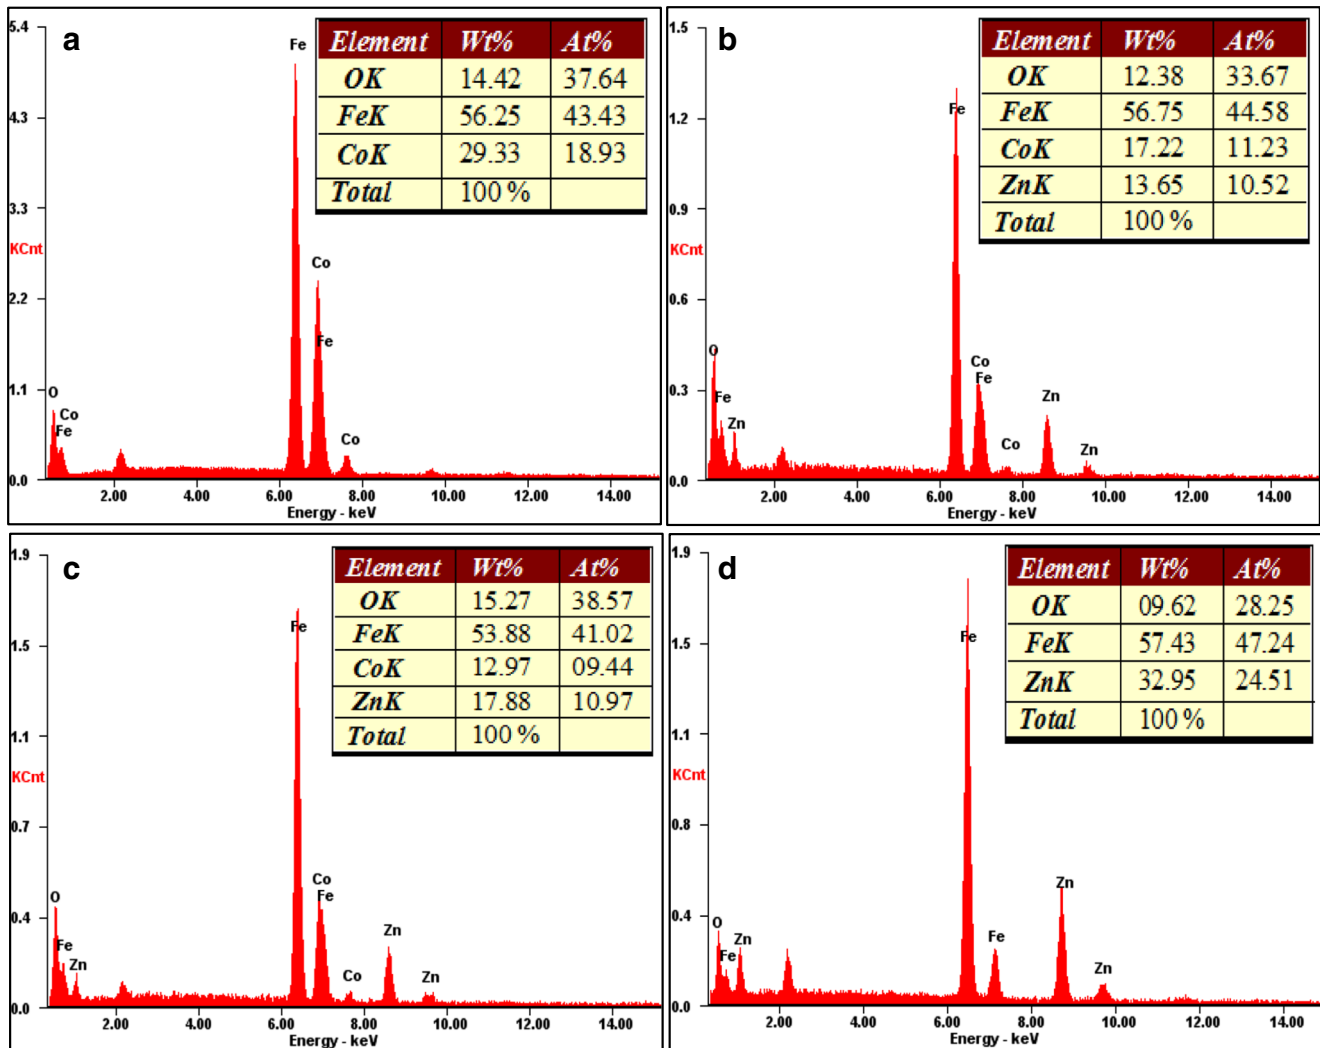 a
Element Wt% At%
OK 14.42 37.64
FeK 56.25 43.43
CoK 29.33 18.93
Total 100 %
5.4
4.3
3.3
KCnt
2.2
1.1
0.0
Fe
Co
Fe
O
Co
Fe
Co
2.00 4.00 6.00 8.00 10.00 12.00 14.00
Energy - keV
b
Element Wt% At%
OK 12.38 33.67
FeK 56.75 44.58
CoK 17.22 11.23
ZnK 13.65 10.52
Total 100 %
1.5
1.2
0.9
KCnt
0.6
0.3
0.0
Fe
O
Co
Fe
Fe
Zn
Zn
Co
Zn
2.00 4.00 6.00 8.00 10.00 12.00 14.00
Energy - keV
c
Element Wt% At%
OK 15.27 38.57
FeK 53.88 41.02
CoK 12.97 09.44
ZnK 17.88 10.97
Total 100 %
1.9
1.5
1.1
KCnt
0.7
0.4
0.0
Fe
Co
Fe
O
Fe
Zn
Zn
Co
Zn
2.00 4.00 6.00 8.00 10.00 12.00 14.00
Energy - keV
d
Element Wt% At%
OK 09.62 28.25
FeK 57.43 47.24
ZnK 32.95 24.51
Total 100 %
1.9
1.5
1.1
KCnt
0.8
0.4
0.0
Fe
Zn
O
Fe
Zn
Fe
Zn
2.00 4.00 6.00 8.00 10.00 12.00 14.00
Energy - keV